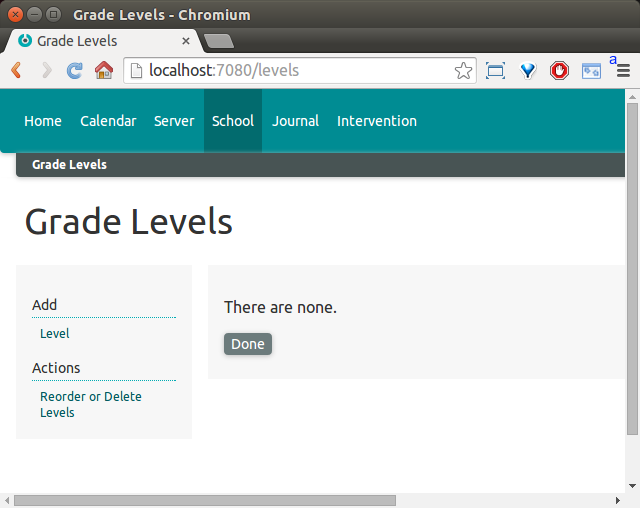 Grade Levels - Chromium
Grade Levels
localhost:7080/levels
a
Home Calendar Server School Journal Intervention
Grade Levels
Grade Levels
Add
Level
Actions
Reorder or Delete
Levels
There are none.
Done